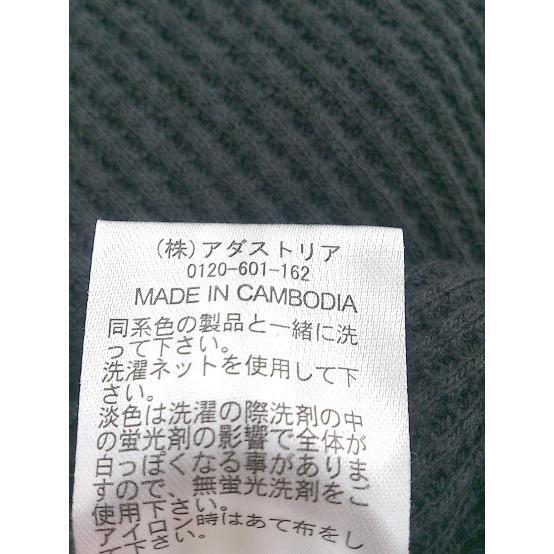 (株)アダストリア
0120-601-162
MADE IN CAMBODIA
同系色の製品と一緒に洗
って下さい。
洗濯ネットを使用して下
さい。
淡色は洗濯の際洗剤の中
の蛍光剤の影響で全体が
白っぽくなる事がありま
すので、無蛍光洗剤をご
使用下さい。
アイロン時はあて布をし